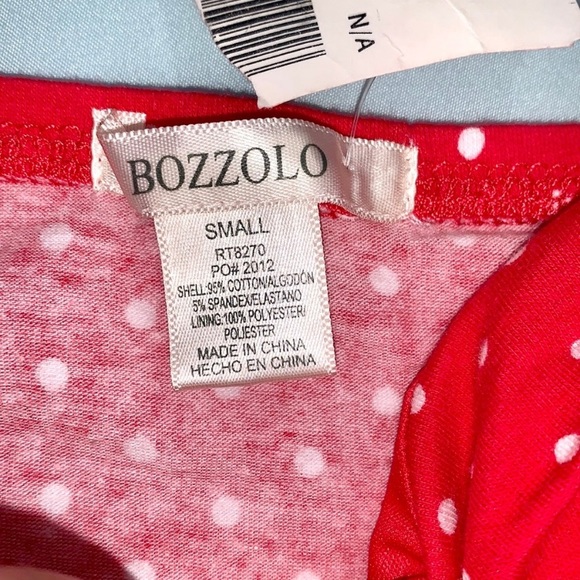 N/A
BOZZOLO
SMALL
RT8270
PO# 2012
SHELL:95% COTTON/ALGODÓN
5% SPANDEX/ELASTANO
LINING:100% POLYESTER/
POLIESTER
MADE IN CHINA
HECHO EN CHINA